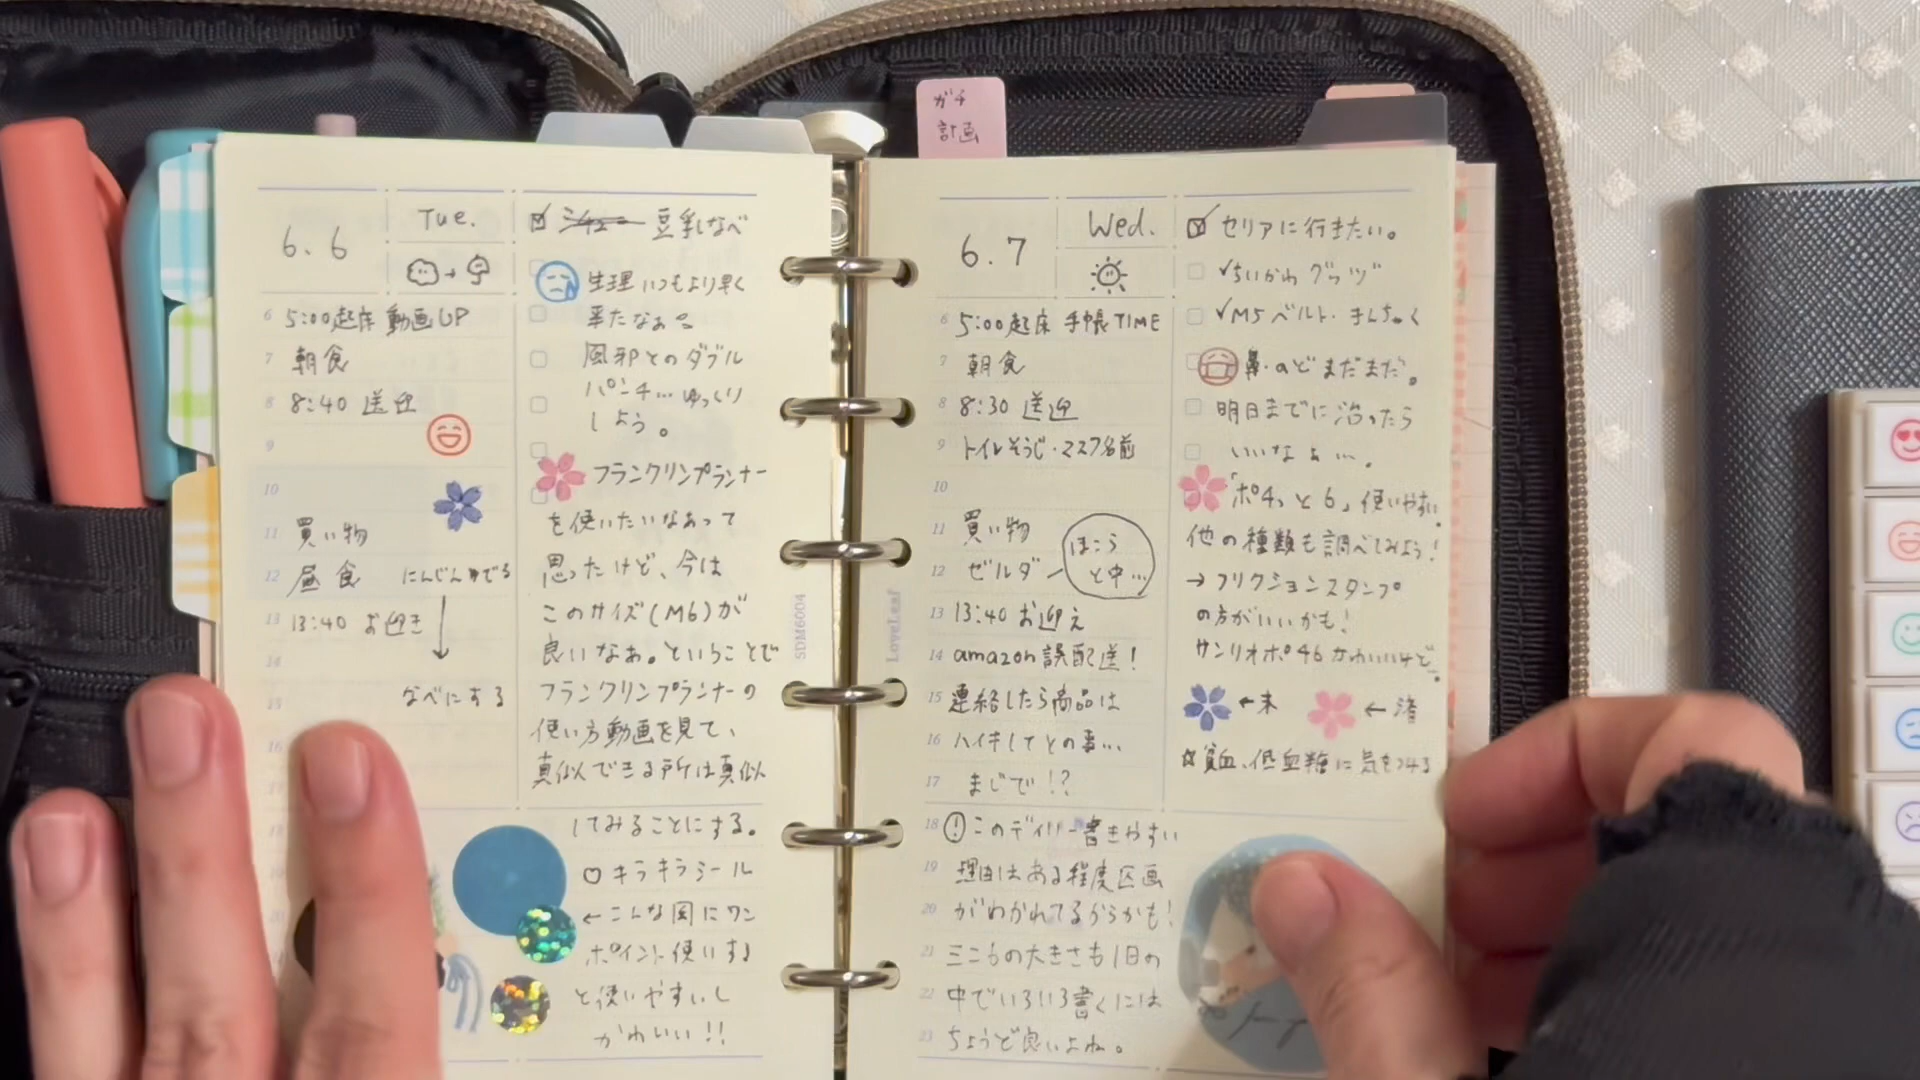 ガチ
計画
6.6
Tue.
シチュー 豆乳なべ
生理いつもより早く
来たなぁ。
風邪とのダブル
パンチ…ゆっくり
しよう。
6 5:00起床 動画UP
7 朝食
8 8:40 送迎
9
10
11 買い物
12 昼食 にんじんゆでる
13 13:40 お迎え
14
15 なべにする
16
フランクリンプランナー
を使いたいなあって
思ったけど、今は
このサイズ(M6)が
良いなぁ。ということで
フランクリンプランナーの
使い方動画を見て、
真似できる所は真似
してみることにする。
♡キラキラシール
←こんな図にワン
ポイント使いする
と使いやすいし
かわいい!!
SDM6004
LoveLeaf
6.7
Wed.
セリアに行きたい。
✓ちいかわグッズ
✓M5ベルト・きんちゃく
鼻・のどまだまだ。
明日までに治ったら
いいなぁ…。
6 5:00起床 手帳TIME
7 朝食
8 8:30 送迎
9 トイレそうじ・マスク名前
10
11 買い物
12 ゼルダ
ほこら
と中…
13 13:40 お迎え
14 amazon誤配送!
15 連絡したら商品は
16 ハイキしてとの事…
17 まじで!?
「ポチっと6」使いやすい。
他の種類も調べてみよう!
→フリクションスタンプ
の方がいいかも!
サンリオポチ6かわいいけど。
←未
←済
☆貧血、低血糖に気をつける
18 このデイリー書きやすい
19 理由はある程度区画
20 がわかれてるからかも!
21 ミニ6の大きさも1日の
22 中でいろいろ書くには
23 ちょうど良いよね。